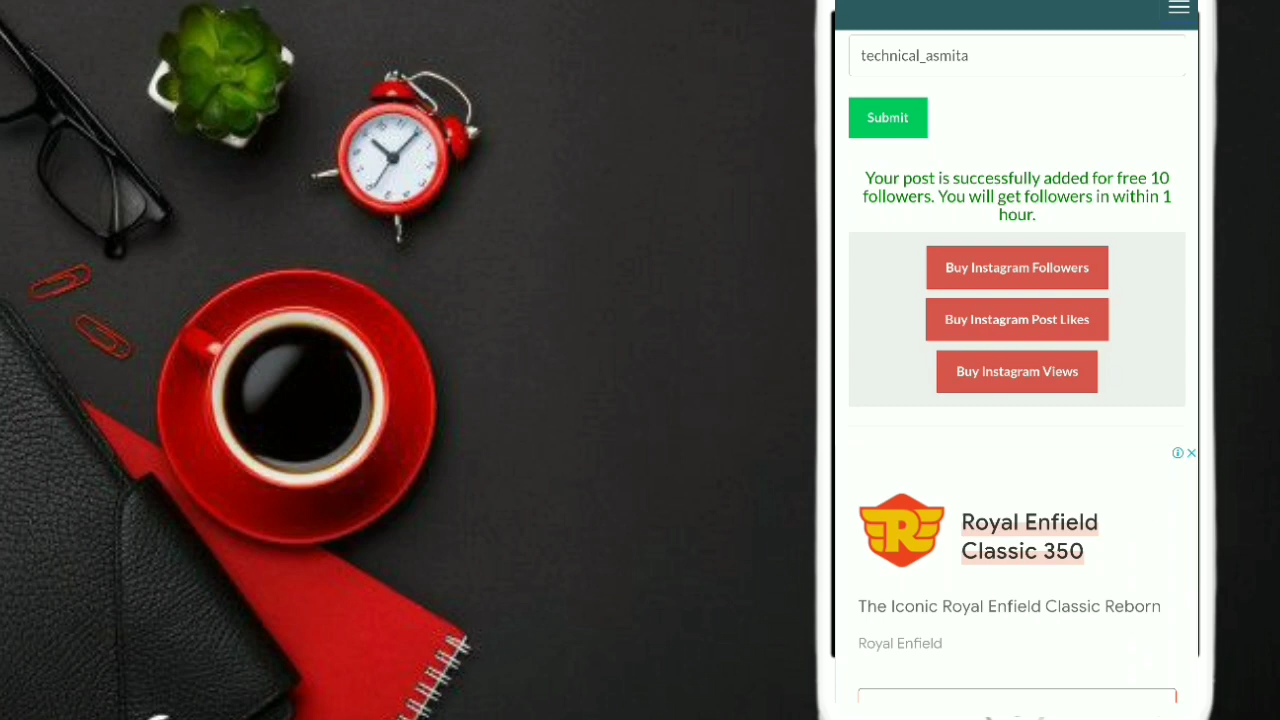 technical_asmita
Submit
Your post is successfully added for free 10
followers. You will get followers in within 1
hour.
Buy Instagram Followers
Buy Instagram Post Likes
Buy Instagram Views
R
Royal Enfield
Classic 350
The Iconic Royal Enfield Classic Reborn
Royal Enfield